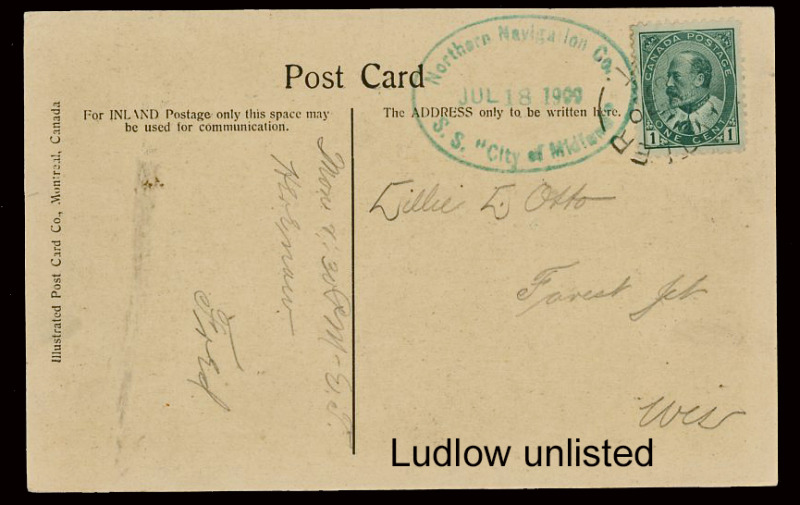 Northern Navigation Co.
JUL 18 1909
S. S. "City of Midland"
CANADA POSTAGE
1 ONE CENT 1
Post Card
For INLAND Postage only this space may
be used for communication.
The ADDRESS only to be written here.
Illustrated Post Card Co., Montreal, Canada
Lillie L. Otto
Forest Jct
Wis
Fred
Ludlow unlisted